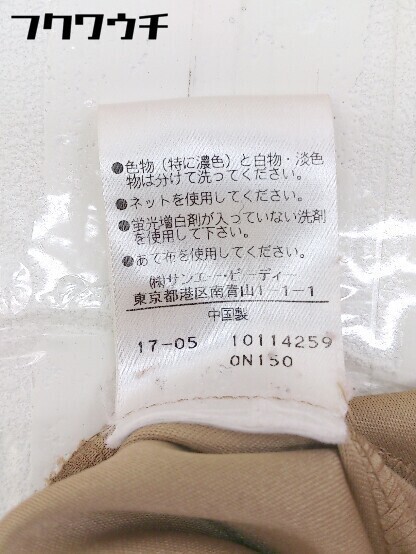 フクワウチ
●色物（特に濃色）と白物・淡色
物は分けて洗ってください。
●ネットを使用してください。
●蛍光増白剤が入っていない洗剤
を使用して下さい。
●あて布を使用してください。
㈱サンエー・ビーディー
東京都港区南青山1-1-1
中国製
17-05 10114259
0N150